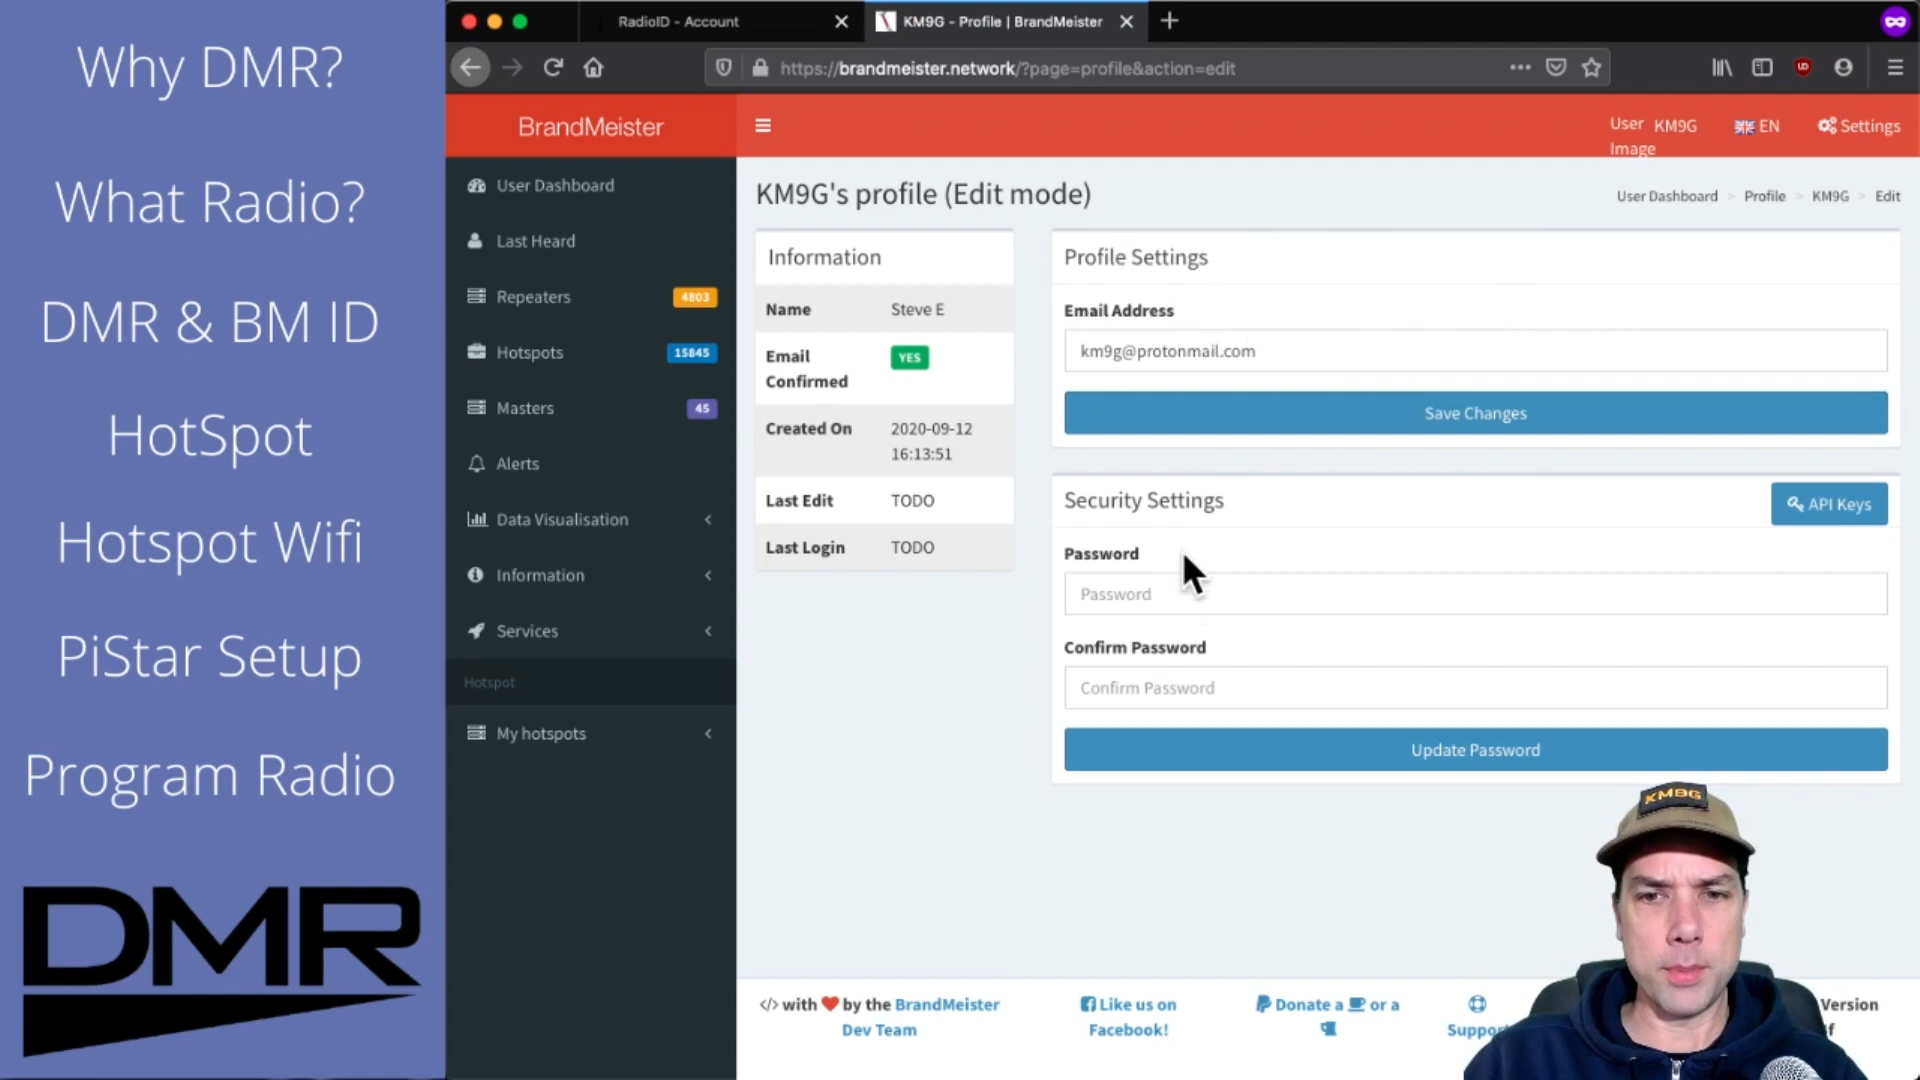 Why DMR?
What Radio?
DMR & BM ID
HotSpot
Hotspot Wifi
PiStar Setup
Program Radio
DMR
RadioID - Account
KM9G - Profile | BrandMeister
https://brandmeister.network/?page=profile&action=edit
BrandMeister
User Image
KM9G
EN
Settings
User Dashboard
Last Heard
Repeaters 4803
Hotspots 15845
Masters 45
Alerts
Data Visualisation
Information
Services
Hotspot
My hotspots
KM9G's profile (Edit mode)
User Dashboard > Profile > KM9G > Edit
Information
Name Steve E
Email Confirmed YES
Created On 2020-09-12 16:13:51
Last Edit TODO
Last Login TODO
Profile Settings
Email Address
km9g@protonmail.com
Save Changes
Security Settings
API Keys
Password
Password
Confirm Password
Confirm Password
Update Password
KM9G
</> with ❤ by the BrandMeister
Dev Team
Like us on
Facebook!
Donate a or a
Version